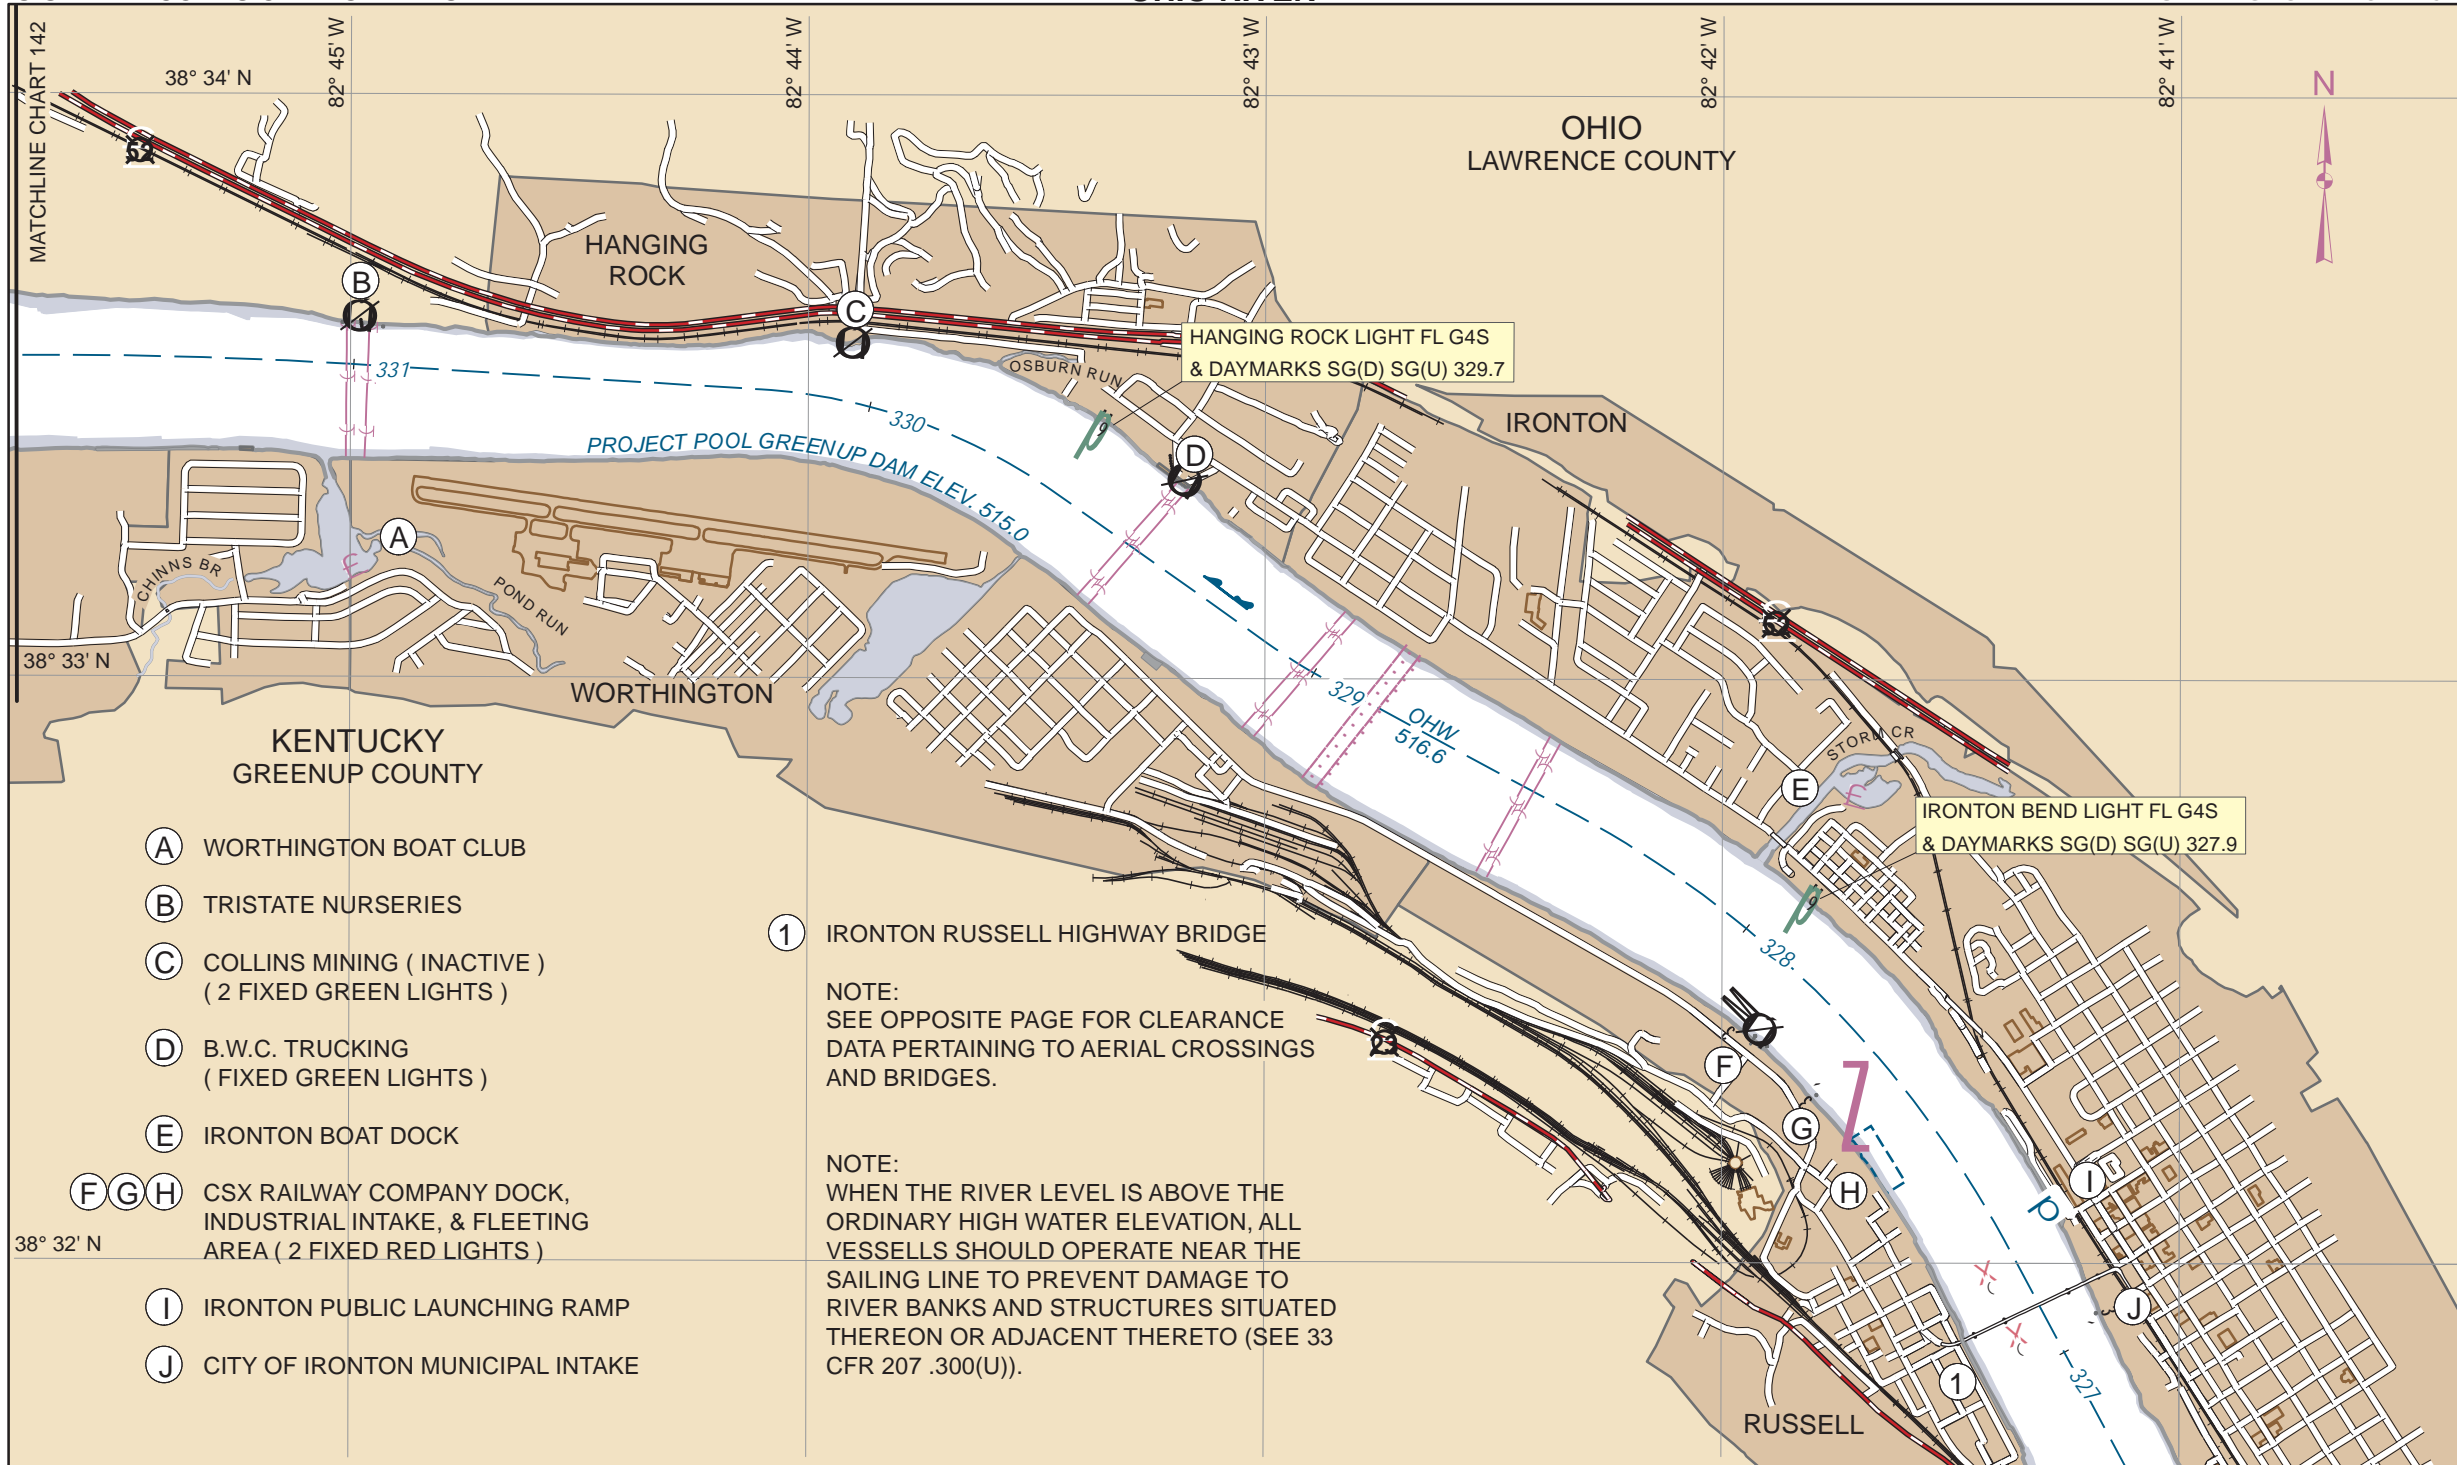 MATCHLINE CHART 142
38° 34' N
82° 45' W
82° 44' W
82° 43' W
82° 42' W
82° 41' W
N
OHIO
LAWRENCE COUNTY
52
HANGING
ROCK
B
C
HANGING ROCK LIGHT FL G4S
& DAYMARKS SG(D) SG(U) 329.7
OSBURN RUN
331
330
PROJECT POOL GREENUP DAM ELEV. 515.0
D
IRONTON
A
CHINNS BR
POND RUN
38° 33' N
WORTHINGTON
329
OHW
516.6
STORM CR
E
IRONTON BEND LIGHT FL G4S
& DAYMARKS SG(D) SG(U) 327.9
KENTUCKY
GREENUP COUNTY
A WORTHINGTON BOAT CLUB
B TRISTATE NURSERIES
C COLLINS MINING ( INACTIVE )
( 2 FIXED GREEN LIGHTS )
D B.W.C. TRUCKING
( FIXED GREEN LIGHTS )
E IRONTON BOAT DOCK
F G H CSX RAILWAY COMPANY DOCK,
INDUSTRIAL INTAKE, & FLEETING
AREA ( 2 FIXED RED LIGHTS )
38° 32' N
I IRONTON PUBLIC LAUNCHING RAMP
J CITY OF IRONTON MUNICIPAL INTAKE
1 IRONTON RUSSELL HIGHWAY BRIDGE
NOTE:
SEE OPPOSITE PAGE FOR CLEARANCE
DATA PERTAINING TO AERIAL CROSSINGS
AND BRIDGES.
NOTE:
WHEN THE RIVER LEVEL IS ABOVE THE
ORDINARY HIGH WATER ELEVATION, ALL
VESSELLS SHOULD OPERATE NEAR THE
SAILING LINE TO PREVENT DAMAGE TO
RIVER BANKS AND STRUCTURES SITUATED
THEREON OR ADJACENT THERETO (SEE 33
CFR 207 .300(U)).
328
23
F
G
H
I
J
1
327
RUSSELL